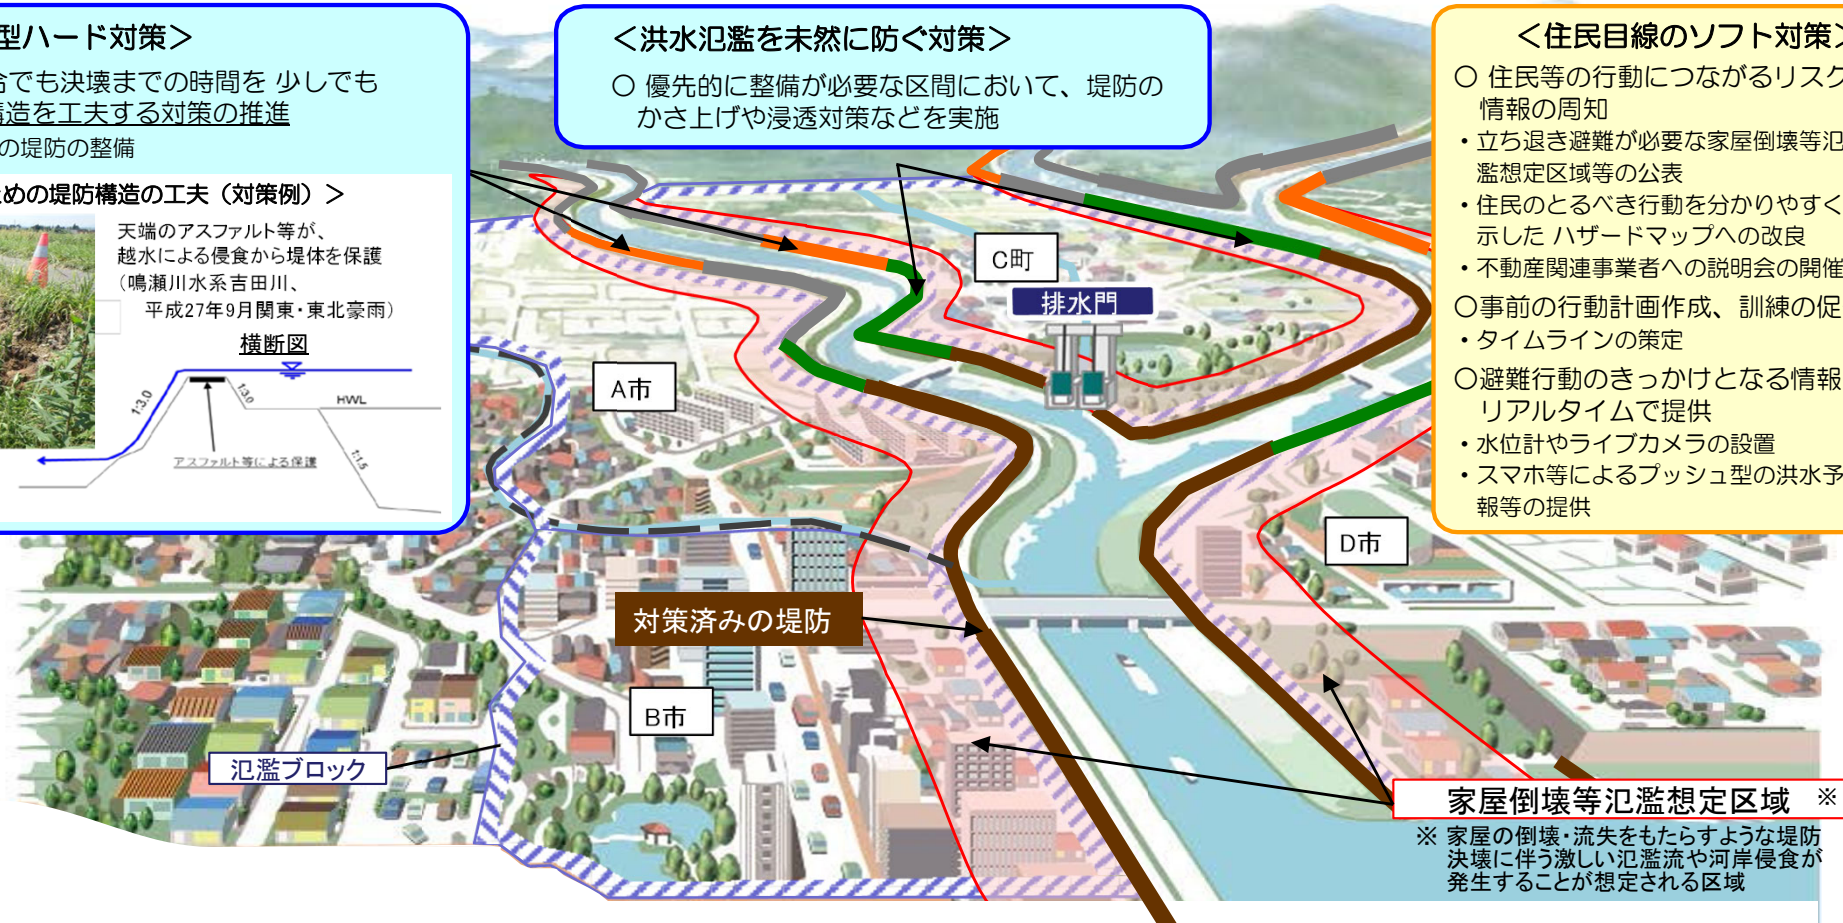 型ハード対策＞
合でも決壊までの時間を 少しでも
構造を工夫する対策の推進
の堤防の整備
ための堤防構造の工夫（対策例）＞
天端のアスファルト等が、
越水による侵食から堤体を保護
（鳴瀬川水系吉田川、
平成27年9月関東・東北豪雨）
横断図
1:3.0
1:3.0
HWL
1:1.5
アスファルト等による保護
＜洪水氾濫を未然に防ぐ対策＞
○ 優先的に整備が必要な区間において、堤防の
かさ上げや浸透対策などを実施
＜住民目線のソフト対策＞
○ 住民等の行動につながるリスク
情報の周知
・立ち退き避難が必要な家屋倒壊等氾
濫想定区域等の公表
・住民のとるべき行動を分かりやすく
示した ハザードマップへの改良
・不動産関連事業者への説明会の開催
○事前の行動計画作成、訓練の促
・タイムラインの策定
○避難行動のきっかけとなる情報
リアルタイムで提供
・水位計やライブカメラの設置
・スマホ等によるプッシュ型の洪水予
報等の提供
C町
排水門
A市
D市
対策済みの堤防
B市
氾濫ブロック
家屋倒壊等氾濫想定区域 ※
※ 家屋の倒壊・流失をもたらすような堤防
決壊に伴う激しい氾濫流や河岸侵食が
発生することが想定される区域